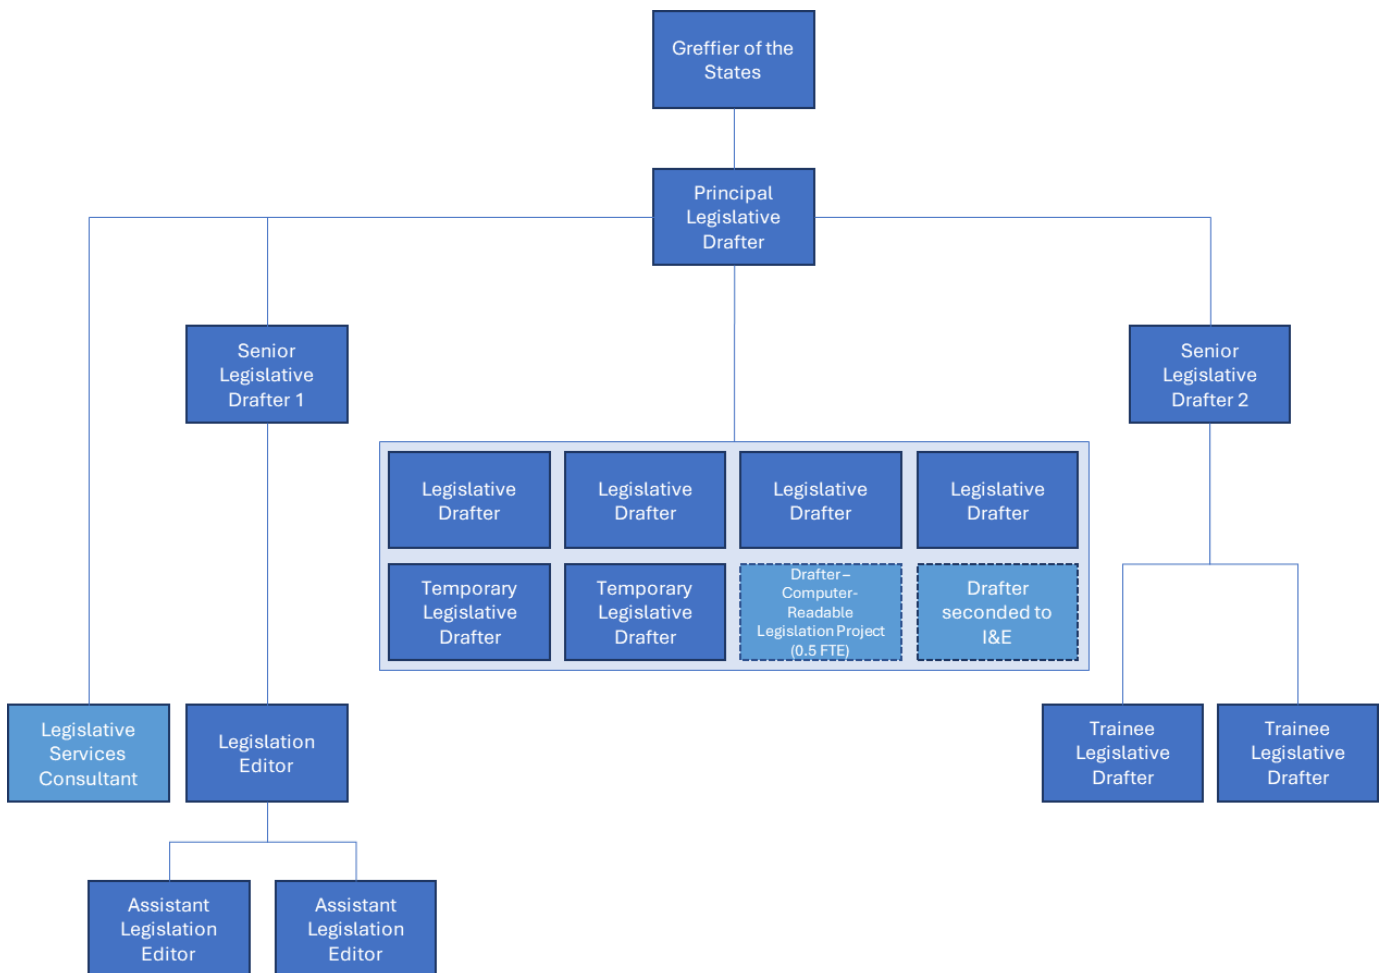 Greffier of the
States
Principal
Legislative
Drafter
Senior
Legislative
Drafter 1
Senior
Legislative
Drafter 2
Legislative
Drafter
Legislative
Drafter
Legislative
Drafter
Legislative
Drafter
Temporary
Legislative
Drafter
Temporary
Legislative
Drafter
Drafter –
Computer-
Readable
Legislation Project
(0.5 FTE)
Drafter
seconded to
I&E
Legislative
Services
Consultant
Legislation
Editor
Trainee
Legislative
Drafter
Trainee
Legislative
Drafter
Assistant
Legislation
Editor
Assistant
Legislation
Editor